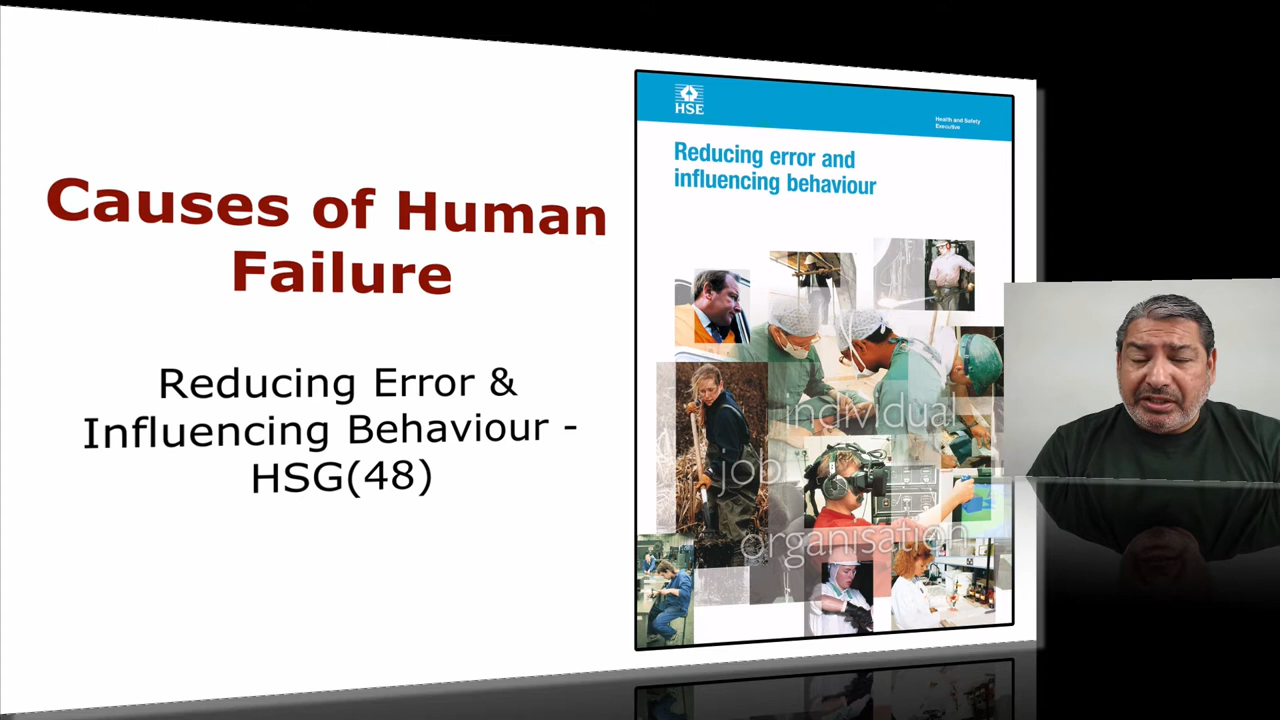 Causes of Human
Failure
Reducing Error &
Influencing Behaviour -
HSG(48)
HSE
Health and Safety
Executive
Reducing error and
influencing behaviour
individual
job
organisation